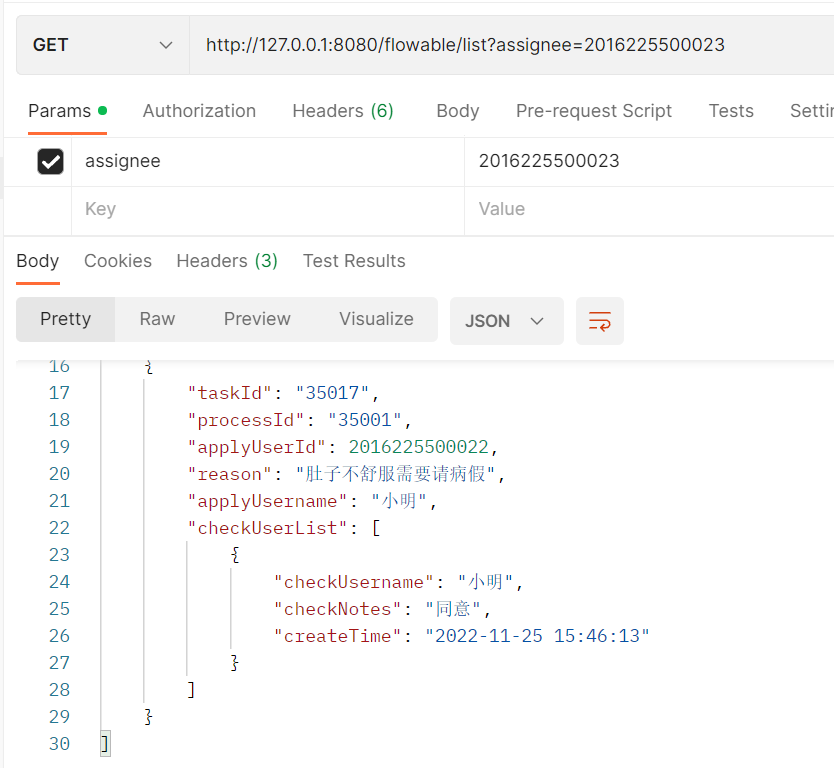 GET http://127.0.0.1:8080/flowable/list?assignee=2016225500023
Params Authorization Headers (6) Body Pre-request Script Tests Settin
assignee 2016225500023
Key Value
Body Cookies Headers (3) Test Results
Pretty Raw Preview Visualize JSON
16 {
17 "taskId": "35017",
18 "processId": "35001",
19 "applyUserId": 2016225500022,
20 "reason": "肚子不舒服需要请病假",
21 "applyUsername": "小明",
22 "checkUserList": [
23 {
24 "checkUsername": "小明",
25 "checkNotes": "同意",
26 "createTime": "2022-11-25 15:46:13"
27 }
28 ]
29 }
30 ]